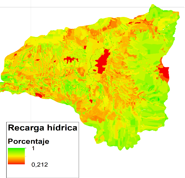 Recarga hídrica
Porcentaje
1
0,212